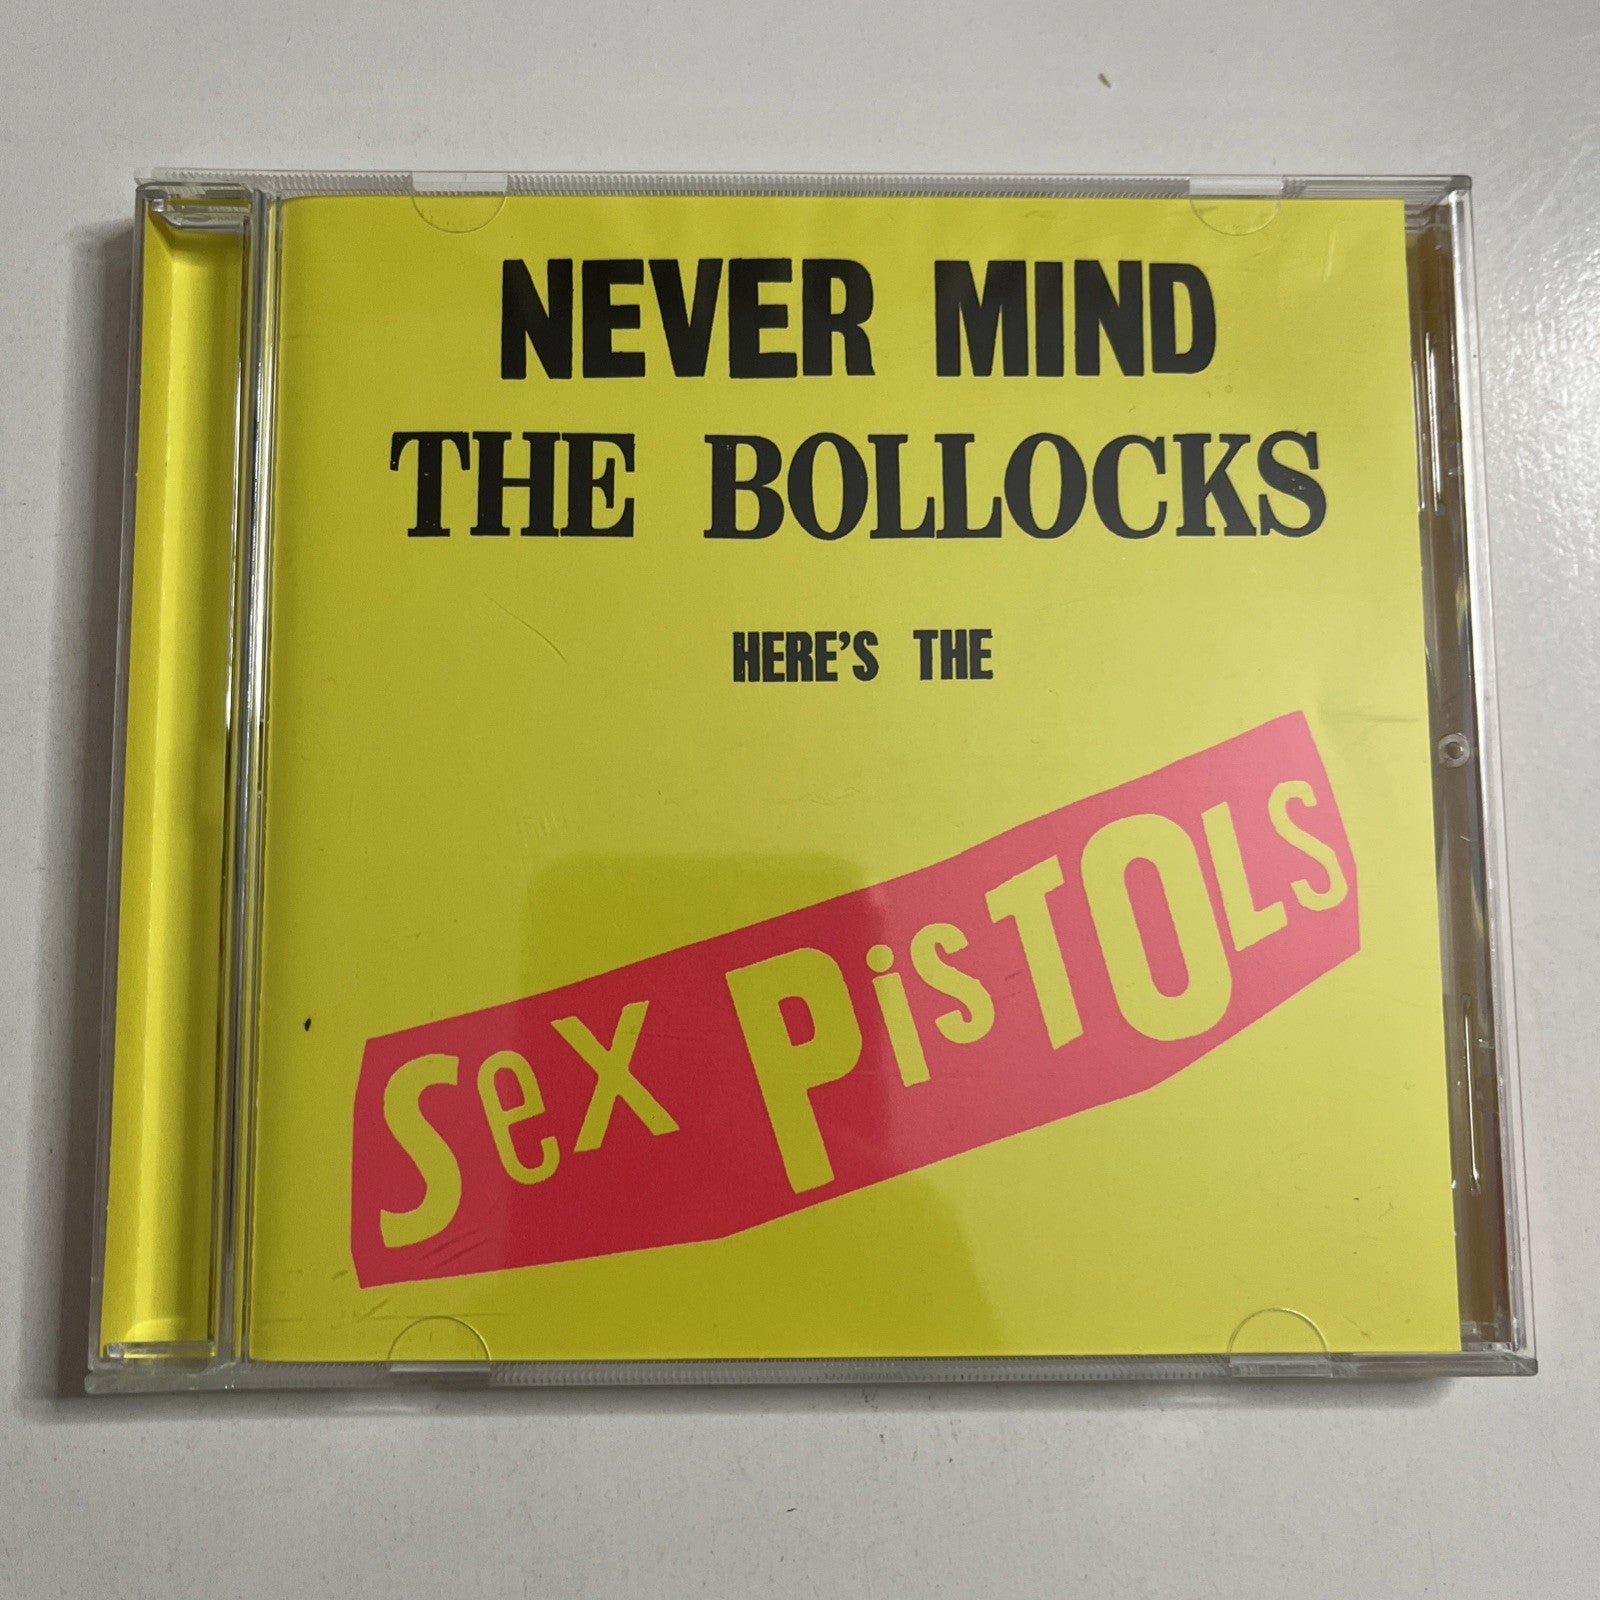 NEVER MIND
THE BOLLOCKS
HERE'S THE
SeX PiSTOLS